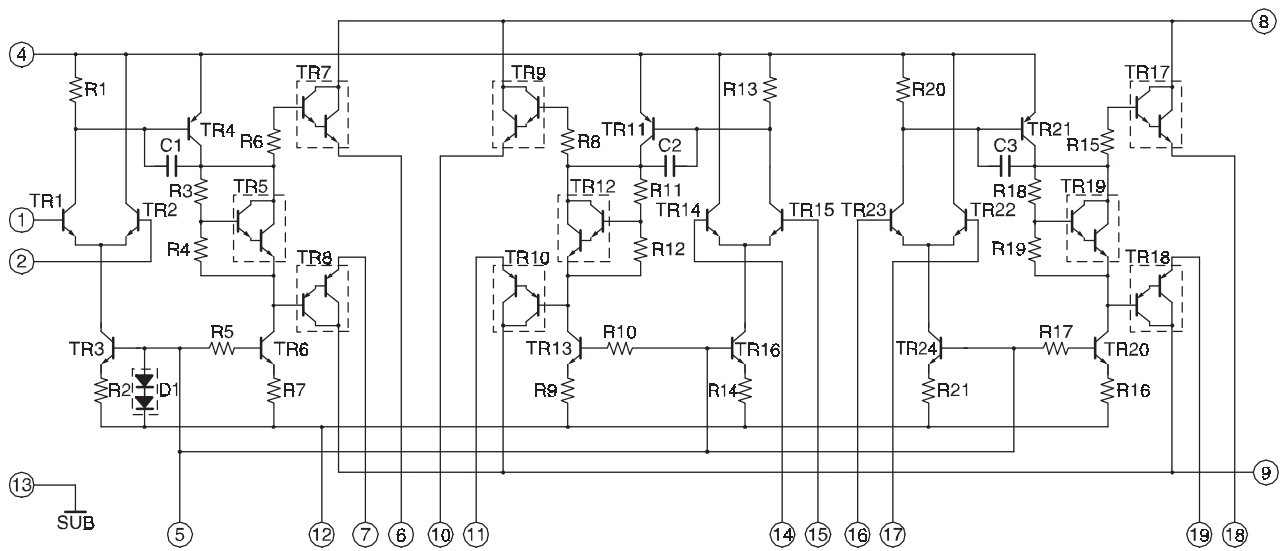 8
4
TR7
TR9
TR17
R1
R13
R20
TR4
R6
R8
TR11
TR21
R15
C1
C2
C3
R3
TR5
TR12
R11
R18
TR19
TR1
TR2
TR14
TR15
TR23
TR22
1
R4
R12
R19
2
TR8
TR10
TR18
R5
R10
R17
TR3
TR6
TR13
TR16
TR24
TR20
R2
D1
R7
R9
R14
R21
R16
13
9
SUB
5
12
7
6
10
11
14
15
16
17
19
18